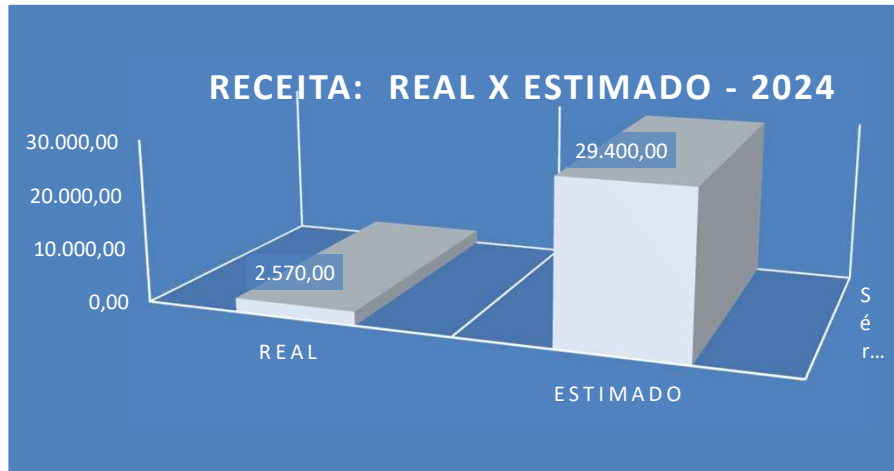 RECEITA: REAL X ESTIMADO - 2024
30.000,00
20.000,00
10.000,00
0,00
29.400,00
2.570,00
REAL
ESTIMADO
Sér...